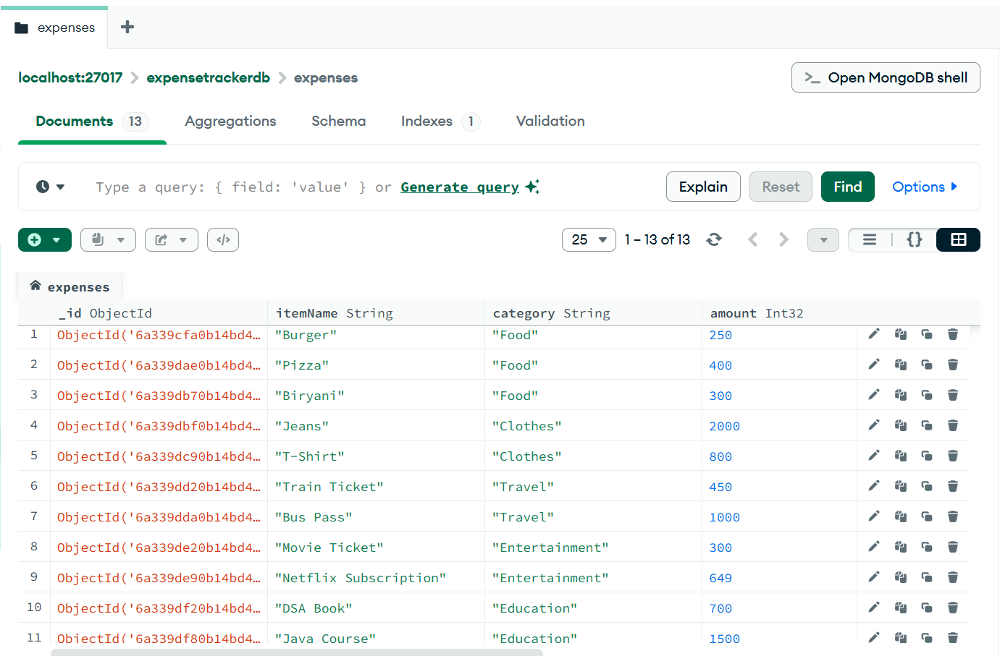 expenses
localhost:27017 > expensetrackerdb > expenses
>_ Open MongoDB shell
Documents 13 Aggregations Schema Indexes 1 Validation
Type a query: { field: 'value' } or Generate query
Explain Reset Find Options
25 1 – 13 of 13 {}
expenses
_id ObjectId itemName String category String amount Int32
1 ObjectId('6a339cfa0b14bd4… "Burger" "Food" 250
2 ObjectId('6a339dae0b14bd4… "Pizza" "Food" 400
3 ObjectId('6a339db70b14bd4… "Biryani" "Food" 300
4 ObjectId('6a339dbf0b14bd4… "Jeans" "Clothes" 2000
5 ObjectId('6a339dc90b14bd4… "T-Shirt" "Clothes" 800
6 ObjectId('6a339dd20b14bd4… "Train Ticket" "Travel" 450
7 ObjectId('6a339dda0b14bd4… "Bus Pass" "Travel" 1000
8 ObjectId('6a339de20b14bd4… "Movie Ticket" "Entertainment" 300
9 ObjectId('6a339de90b14bd4… "Netflix Subscription" "Entertainment" 649
10 ObjectId('6a339df20b14bd4… "DSA Book" "Education" 700
11 ObjectId('6a339df80b14bd4… "Java Course" "Education" 1500